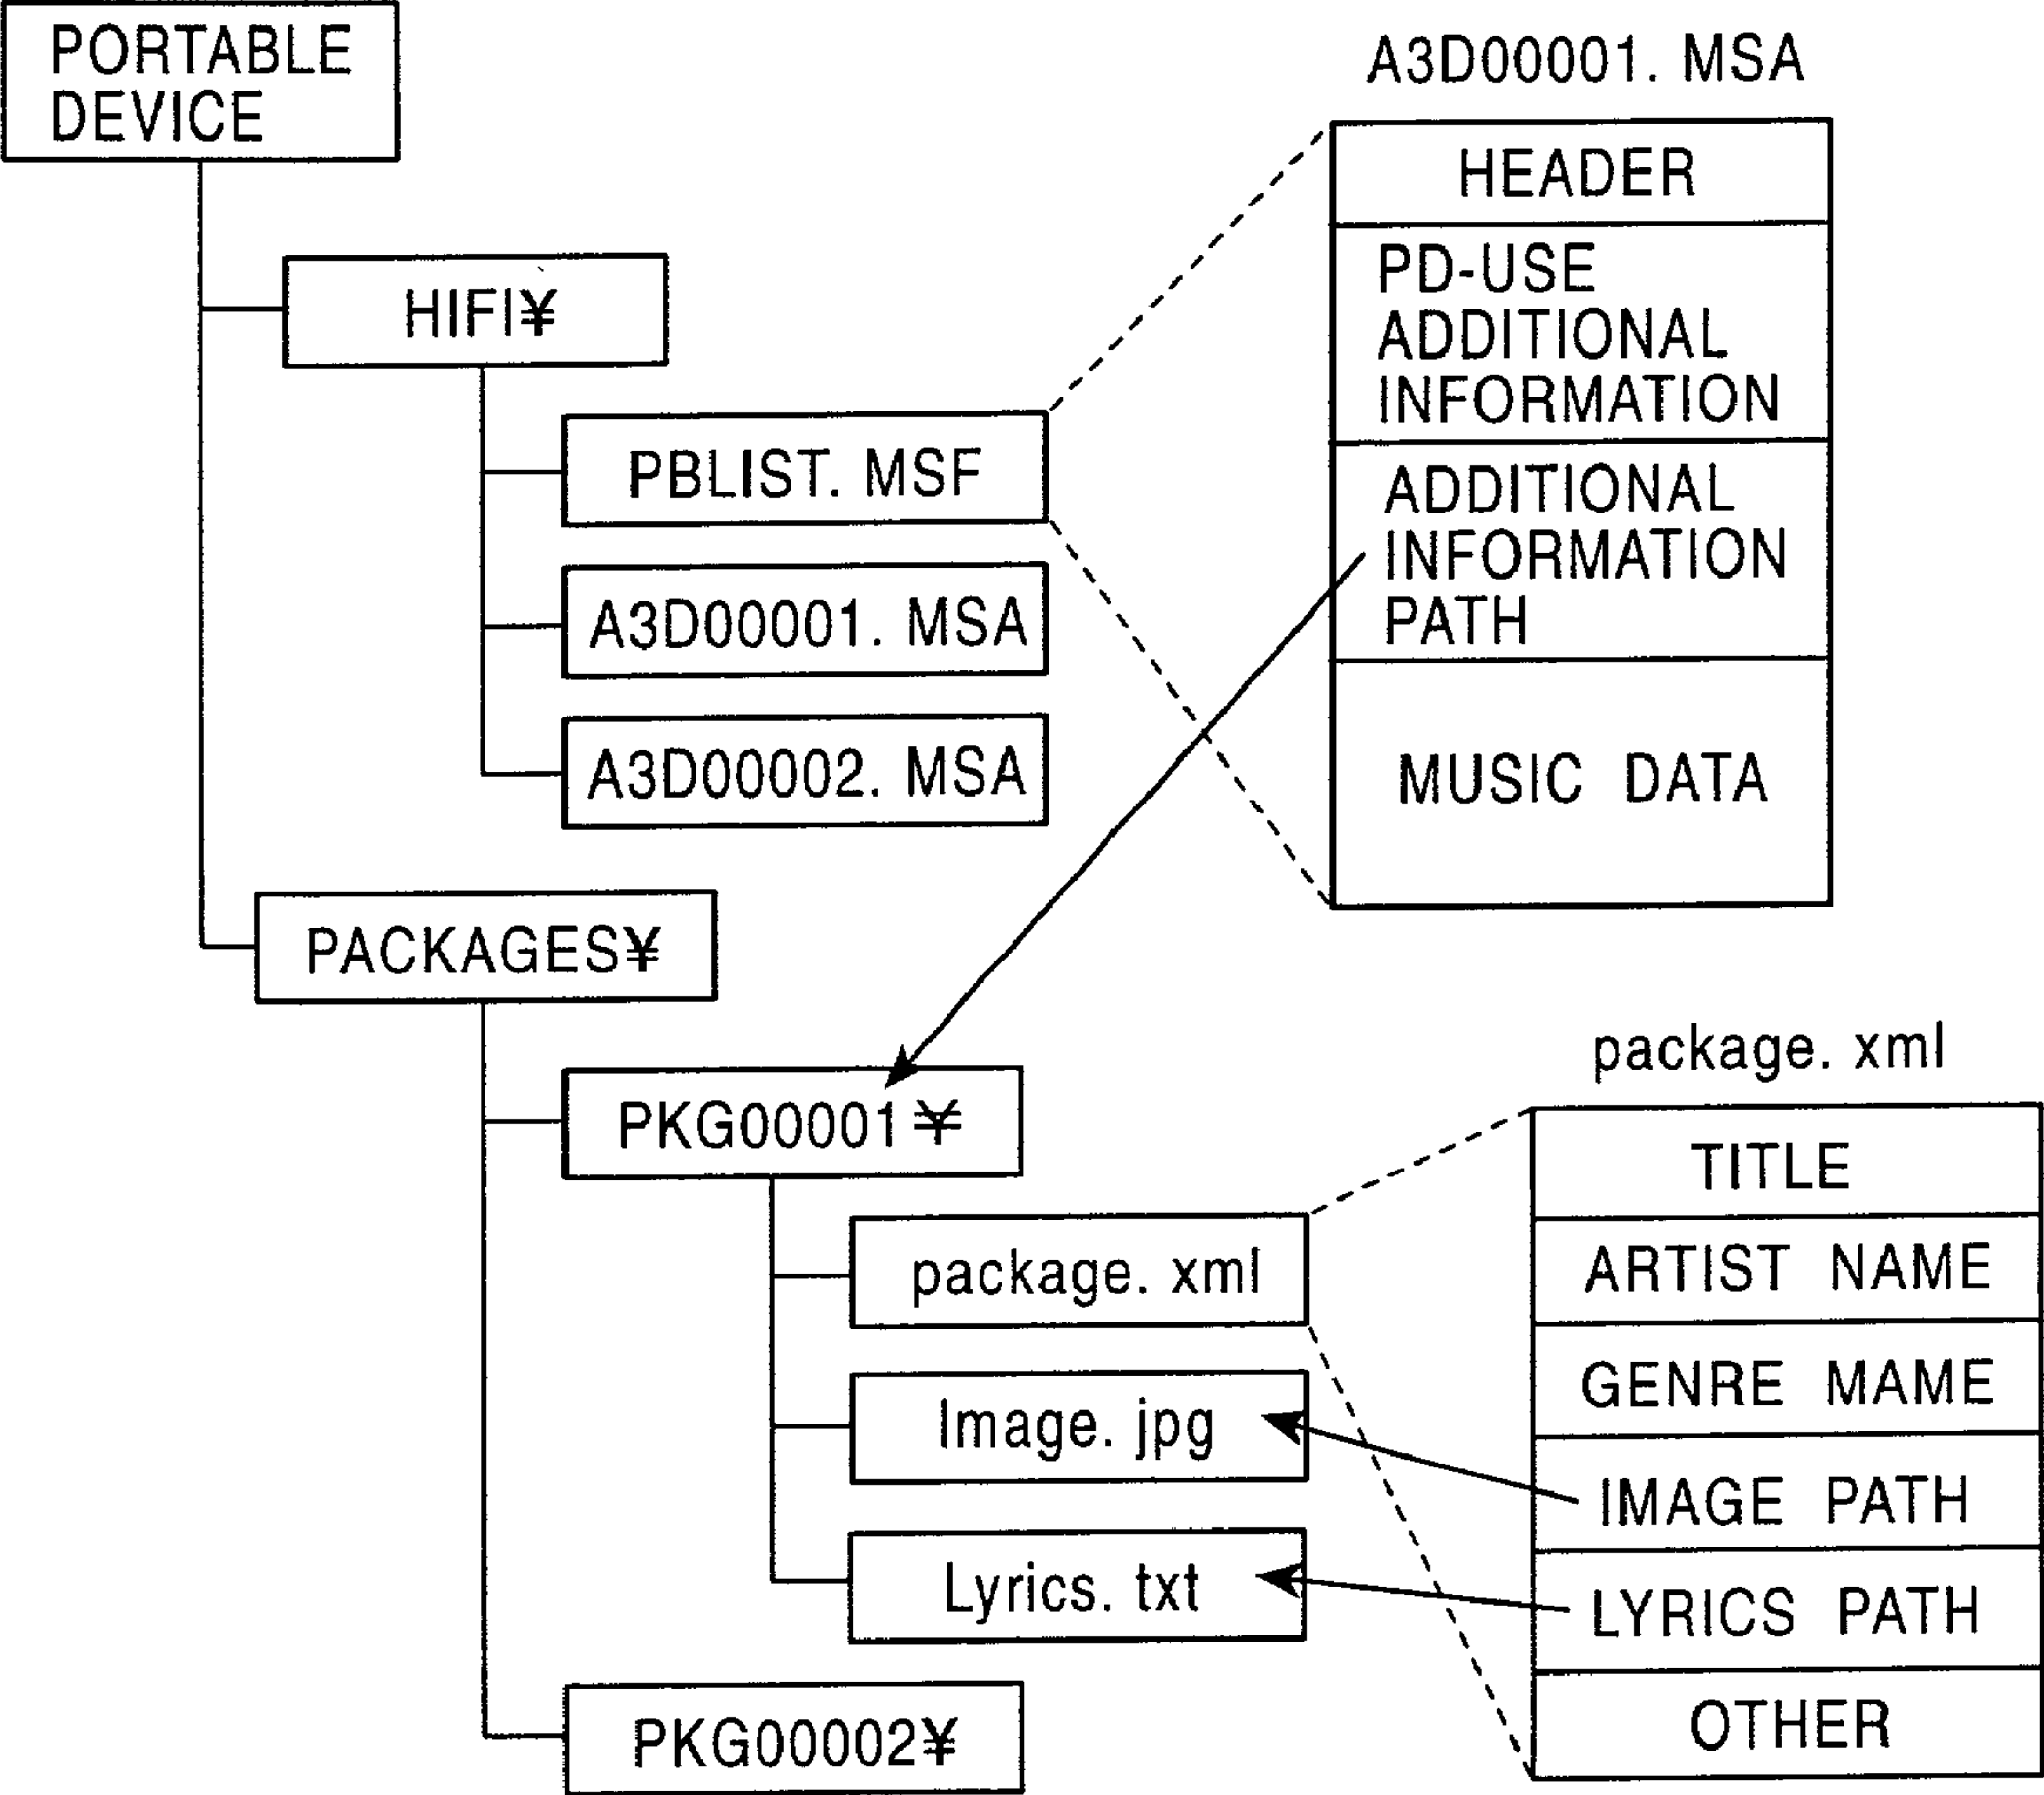 PORTABLE
DEVICE
HIFI¥
PBLIST. MSF
A3D00001. MSA
A3D00002. MSA
PACKAGES¥
PKG00001¥
package. xml
Image. jpg
Lyrics. txt
PKG00002¥
A3D00001. MSA
HEADER
PD-USE
ADDITIONAL
INFORMATION
ADDITIONAL
INFORMATION
PATH
MUSIC DATA
package. xml
TITLE
ARTIST NAME
GENRE MAME
IMAGE PATH
LYRICS PATH
OTHER